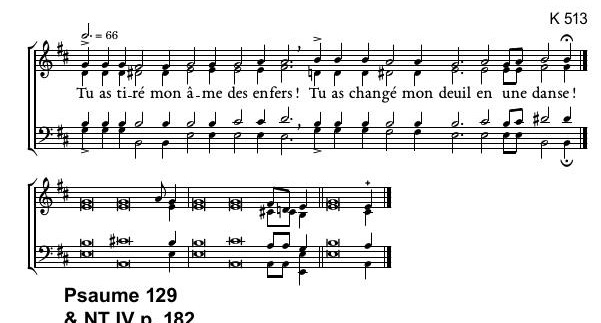 K 513
= 66
Tu as ti-ré mon â-me des enfers! Tu as changé mon deuil en une danse!
Psaume 129
& NT IV p. 182